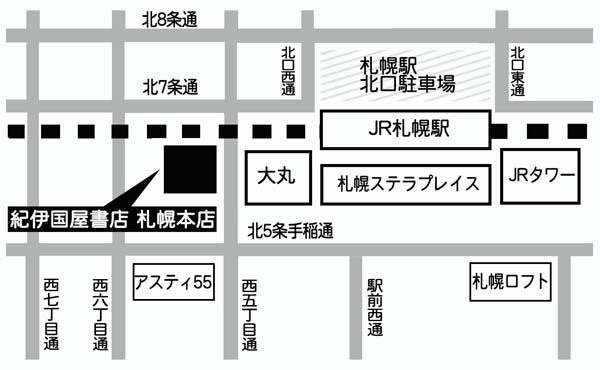 北8条通
北口西通
札幌駅
北口駐車場
北口東通
北7条通
JR札幌駅
大丸
札幌ステラプレイス
JRタワー
紀伊国屋書店 札幌本店
北5条手稲通
西七丁目通
西六丁目通
アスティ55
西五丁目通
駅前西通
札幌ロフト